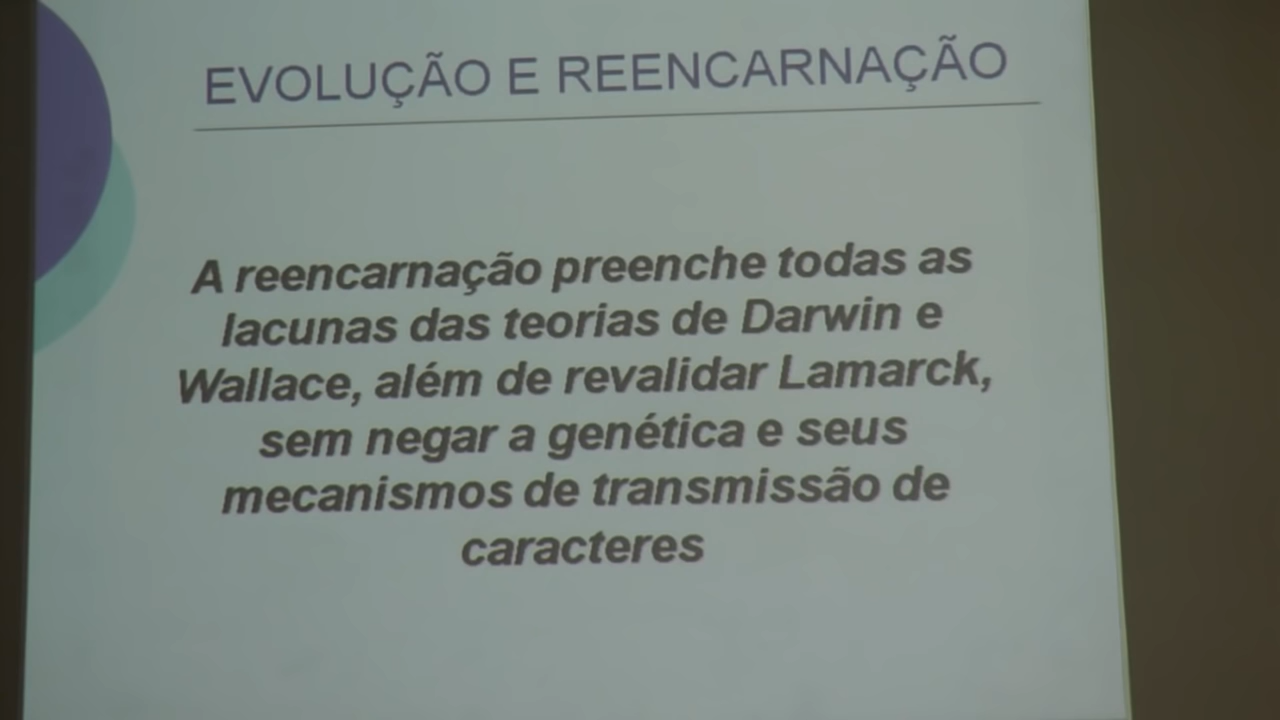 EVOLUÇÃO E REENCARNAÇÃO
A reencarnação preenche todas as
lacunas das teorias de Darwin e
Wallace, além de revalidar Lamarck,
sem negar a genética e seus
mecanismos de transmissão de
caracteres